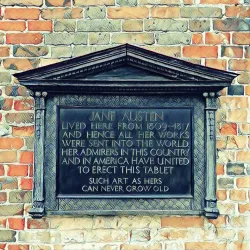 JANE AUSTEN
LIVED HERE FROM 1809-1817
AND HENCE ALL HER WORKS
WERE SENT INTO THE WORLD
HER ADMIRERS IN THIS COUNTRY
AND IN AMERICA HAVE UNITED
TO ERECT THIS TABLET
SUCH ART AS HERS
CAN NEVER GROW OLD